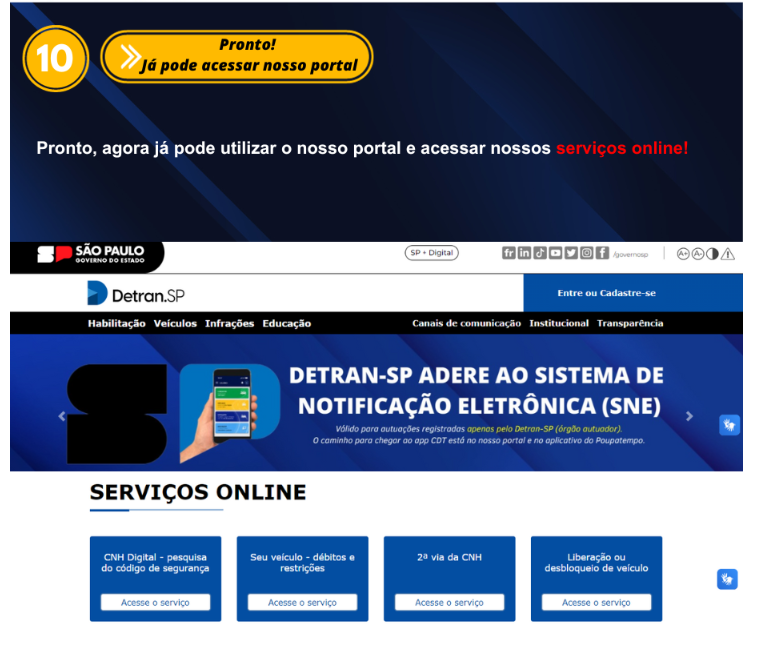 10
Pronto!
Já pode acessar nosso portal
Pronto, agora já pode utilizar o nosso portal e acessar nossos serviços online!
SÃO PAULO
GOVERNO DO ESTADO
SP + Digital
/governosp
A+ A-
Detran.SP
Entre ou Cadastre-se
Habilitação Veículos Infrações Educação Canais de comunicação Institucional Transparência
DETRAN-SP ADERE AO SISTEMA DE
NOTIFICAÇÃO ELETRÔNICA (SNE)
Válido para autuações registradas apenas pelo Detran-SP (órgão autuador).
O caminho para chegar ao app CDT está no nosso portal e no aplicativo do Poupatempo.
SERVIÇOS ONLINE
CNH Digital - pesquisa
do código de segurança
Acesse o serviço
Seu veículo - débitos e
restrições
Acesse o serviço
2ª via da CNH
Acesse o serviço
Liberação ou
desbloqueio de veículo
Acesse o serviço